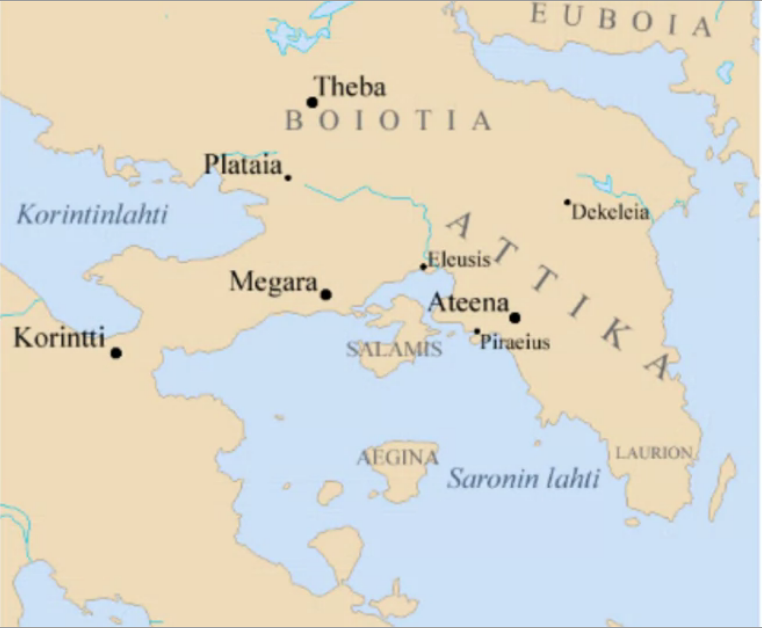 EUBOIA
Theba
BOIOTIA
Plataia
Korintinlahti
Dekeleia
ATTIKA
Eleusis
Megara
Ateena
Korintti
Piraeius
SALAMIS
AEGINA
LAURION
Saronin lahti